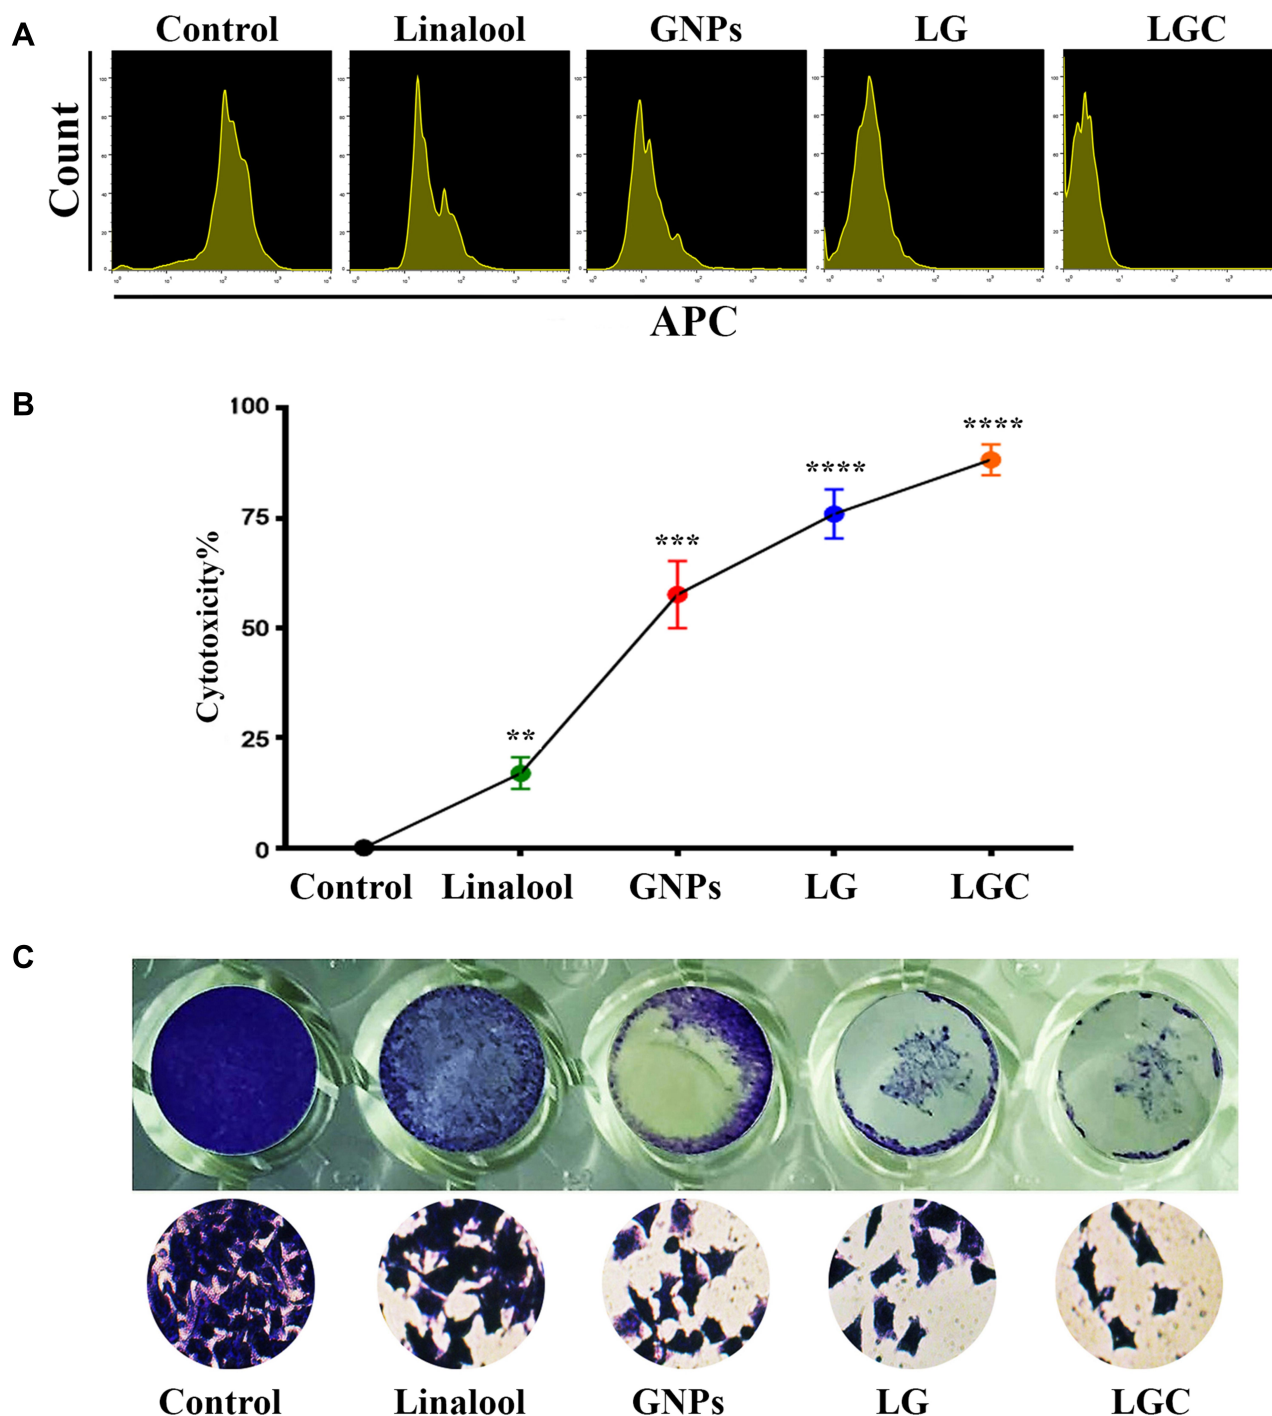 A
Control Linalool GNPs LG LGC
Count
APC
B
100
75
50
25
0
Cytotoxicity%
**
***
****
****
Control Linalool GNPs LG LGC
C
Control Linalool GNPs LG LGC